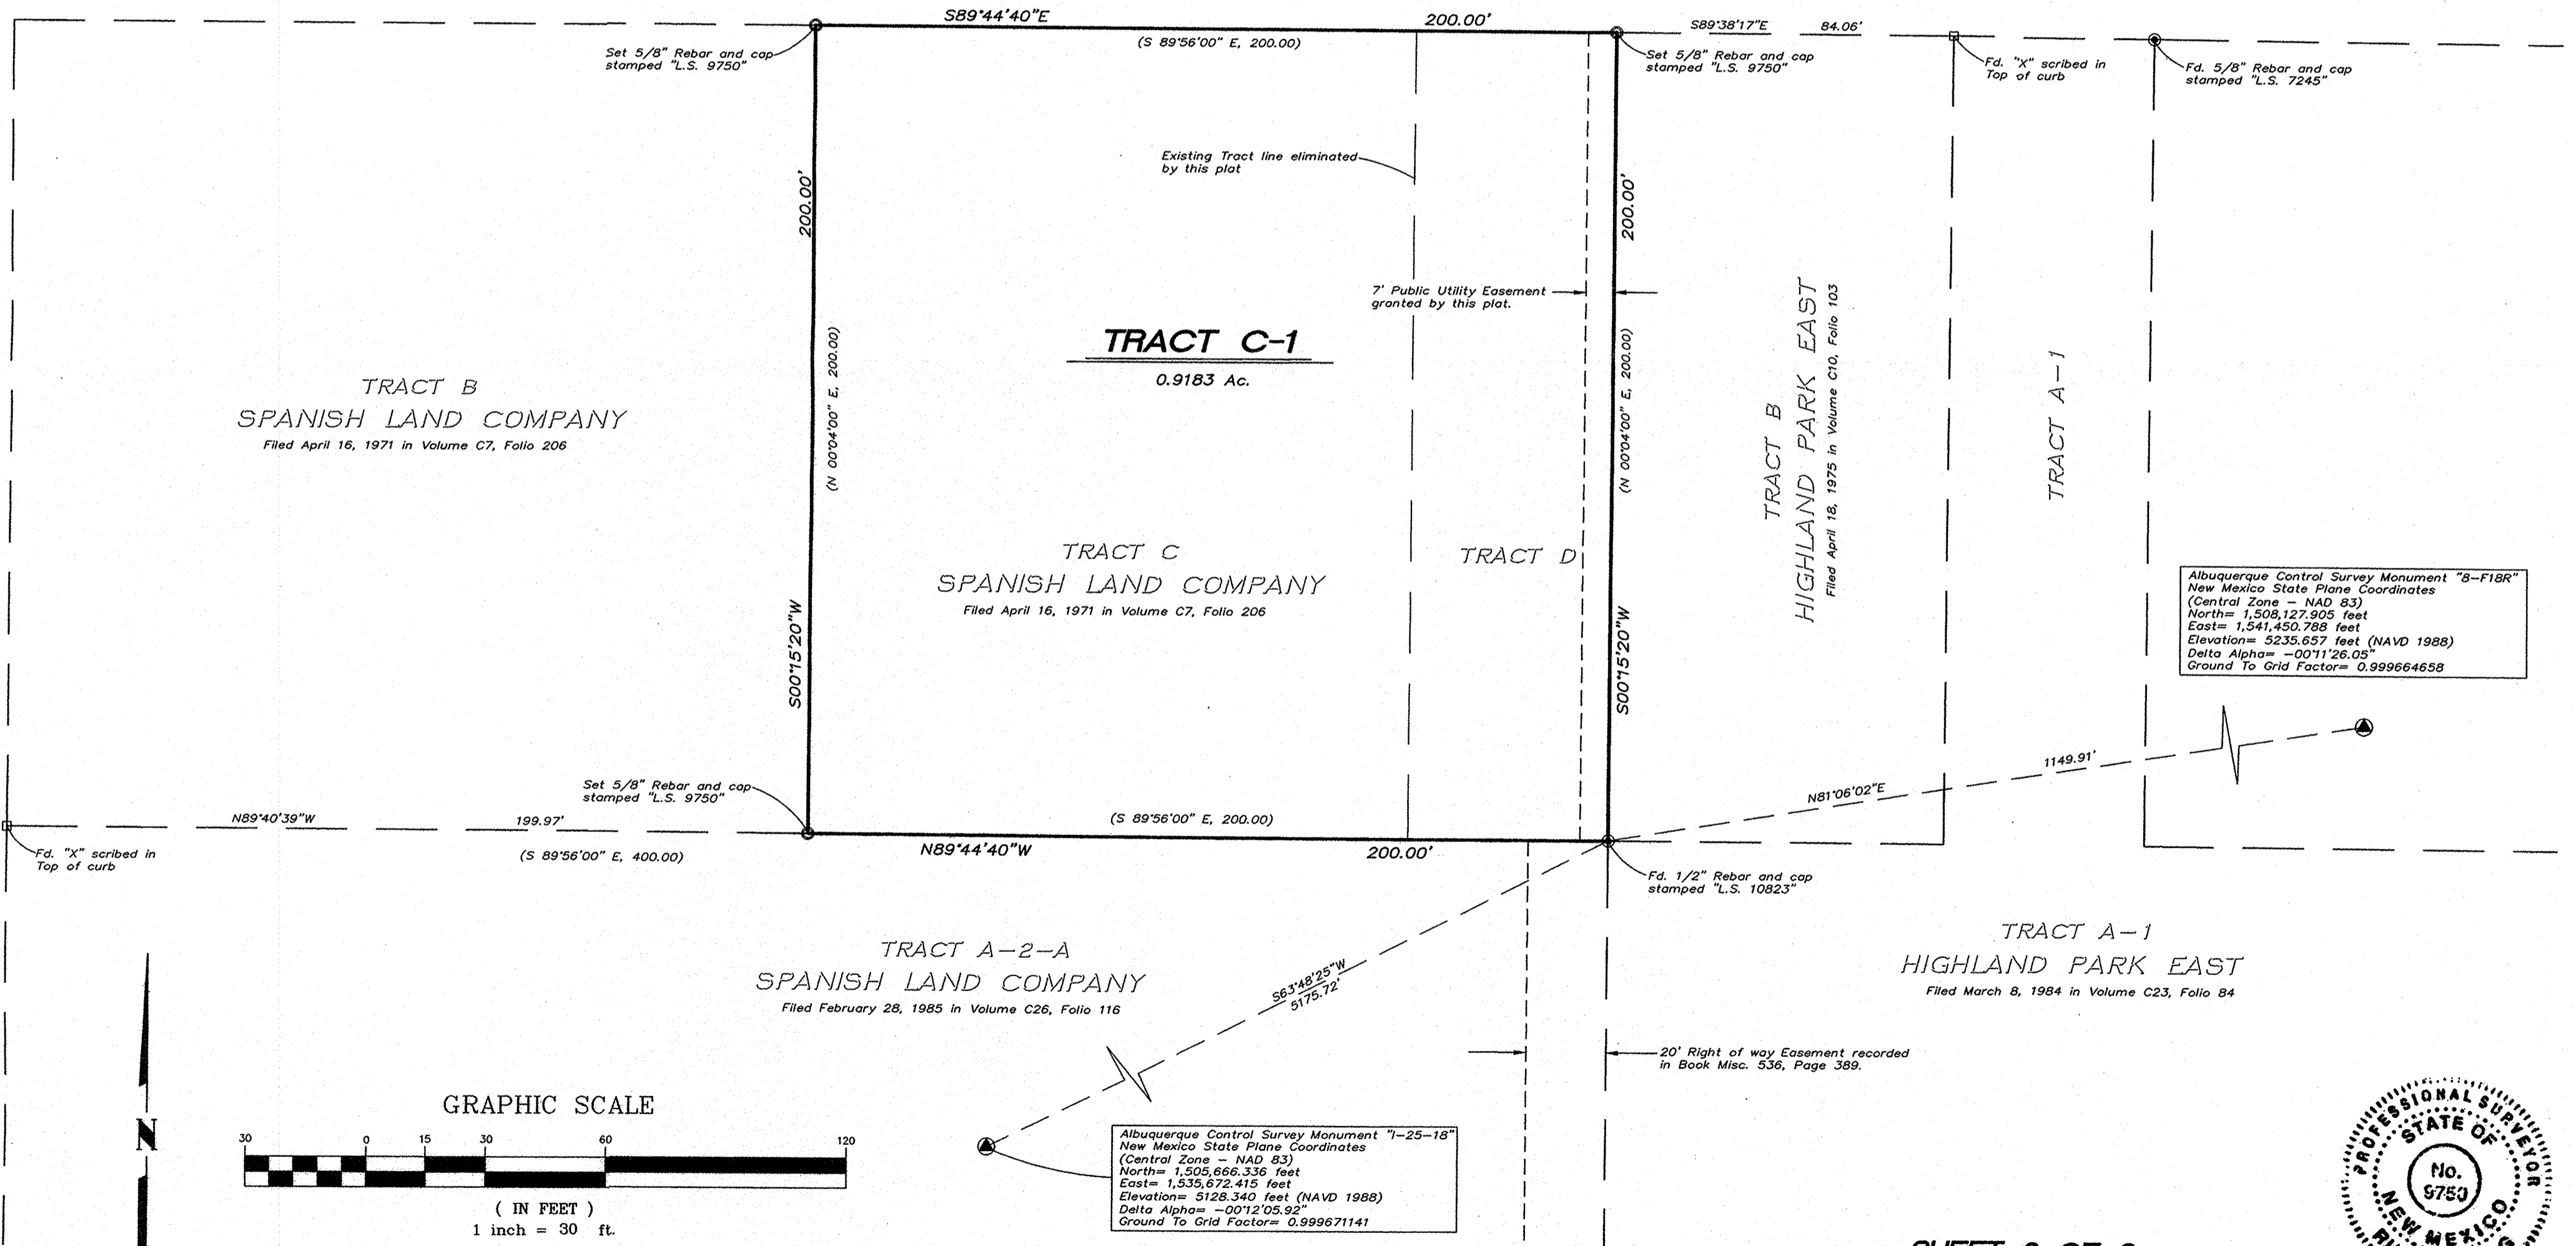 S89°44'40"E
200.00'
(S 89°56'00" E, 200.00)
S89°38'17"E 84.06'
Set 5/8" Rebar and cap
stamped "L.S. 9750"
Set 5/8" Rebar and cap
stamped "L.S. 9750"
Fd. "X" scribed in
Top of curb
Fd. 5/8" Rebar and cap
stamped "L.S. 7245"
Existing Tract line eliminated
by this plat
200.00'
(N 00°04'00" E, 200.00)
S00°15'20"W
200.00'
(N 00°04'00" E, 200.00)
S00°15'20"W
7' Public Utility Easement
granted by this plat.
TRACT C-1
0.9183 Ac.
TRACT B
SPANISH LAND COMPANY
Filed April 16, 1971 in Volume C7, Folio 206
TRACT C
SPANISH LAND COMPANY
Filed April 16, 1971 in Volume C7, Folio 206
TRACT D
TRACT B
HIGHLAND PARK EAST
Filed April 18, 1975 in Volume C10, Folio 103
TRACT A-1
Albuquerque Control Survey Monument "8-F18R"
New Mexico State Plane Coordinates
(Central Zone - NAD 83)
North= 1,508,127.905 feet
East= 1,541,450.788 feet
Elevation= 5235.657 feet (NAVD 1988)
Delta Alpha= -00°11'26.05"
Ground To Grid Factor= 0.999664658
N81°06'02"E
1149.91'
Set 5/8" Rebar and cap
stamped "L.S. 9750"
N89°40'39"W
199.97'
(S 89°56'00" E, 400.00)
Fd. "X" scribed in
Top of curb
(S 89°56'00" E, 200.00)
N89°44'40"W
200.00'
Fd. 1/2" Rebar and cap
stamped "L.S. 10823"
TRACT A-2-A
SPANISH LAND COMPANY
Filed February 28, 1985 in Volume C26, Folio 116
S63°48'25"W
5175.72'
TRACT A-1
HIGHLAND PARK EAST
Filed March 8, 1984 in Volume C23, Folio 84
20' Right of way Easement recorded
in Book Misc. 536, Page 389.
N
GRAPHIC SCALE
30 0 15 30 60 120
( IN FEET )
1 inch = 30 ft.
Albuquerque Control Survey Monument "I-25-18"
New Mexico State Plane Coordinates
(Central Zone - NAD 83)
North= 1,505,666.336 feet
East= 1,535,672.415 feet
Elevation= 5128.340 feet (NAVD 1988)
Delta Alpha= -00°12'05.92"
Ground To Grid Factor= 0.999671141
PROFESSIONAL SURVEYOR
STATE OF
No.
9750
NEW MEXICO